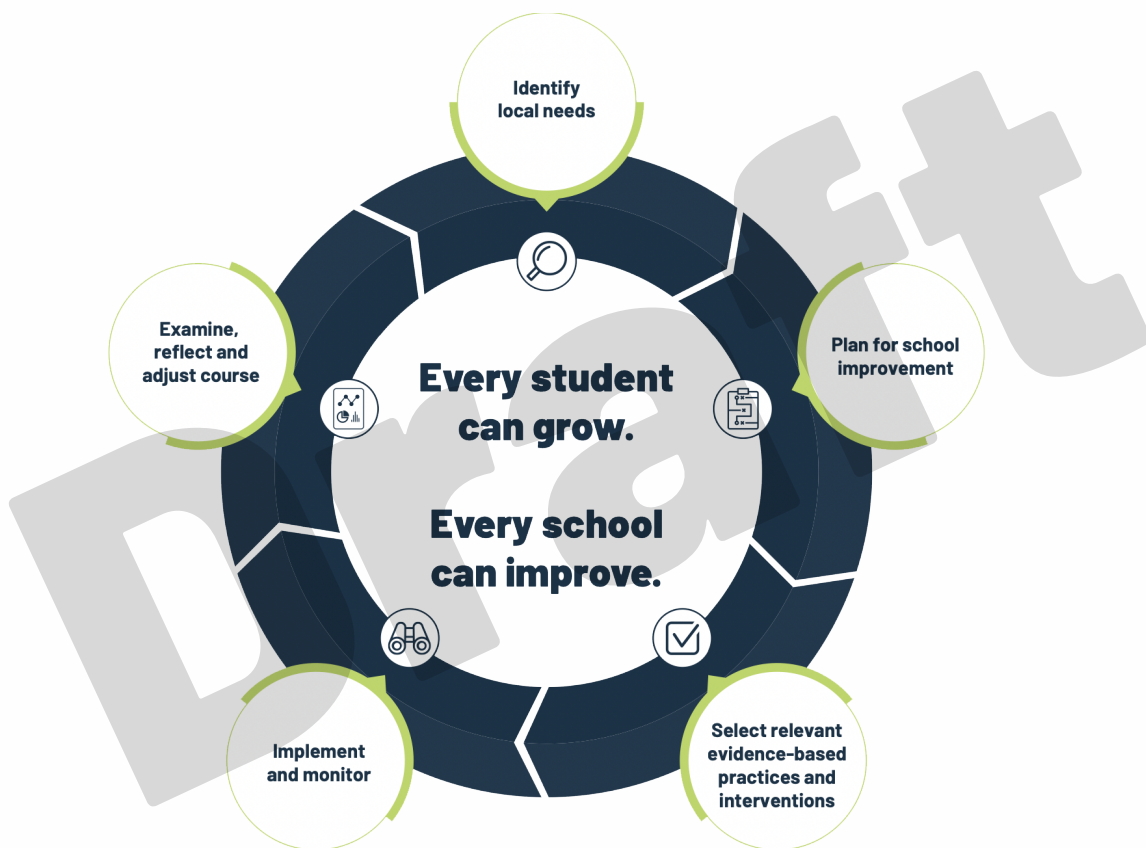 Identify
local needs
Plan for school
improvement
Select relevant
evidence-based
practices and
interventions
Implement
and monitor
Examine,
reflect and
adjust course
Every student
can grow.
Every school
can improve.
Draft